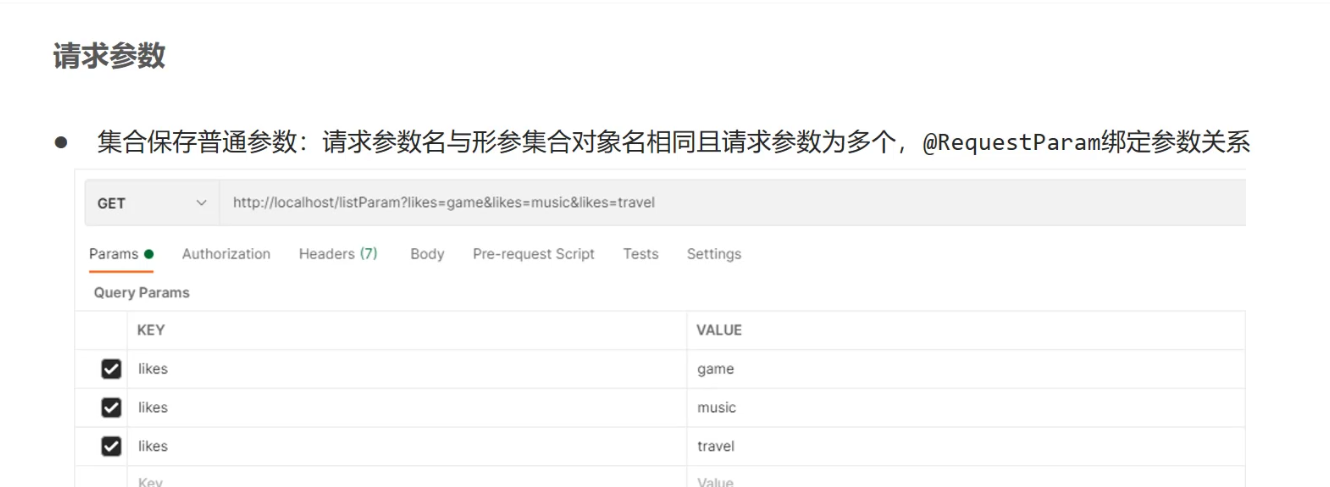 请求参数
● 集合保存普通参数：请求参数名与形参集合对象名相同且请求参数为多个，@RequestParam绑定参数关系
GET http://localhost/listParam?likes=game&likes=music&likes=travel
Params Authorization Headers (7) Body Pre-request Script Tests Settings
Query Params
KEY VALUE
likes game
likes music
likes travel
Key Value